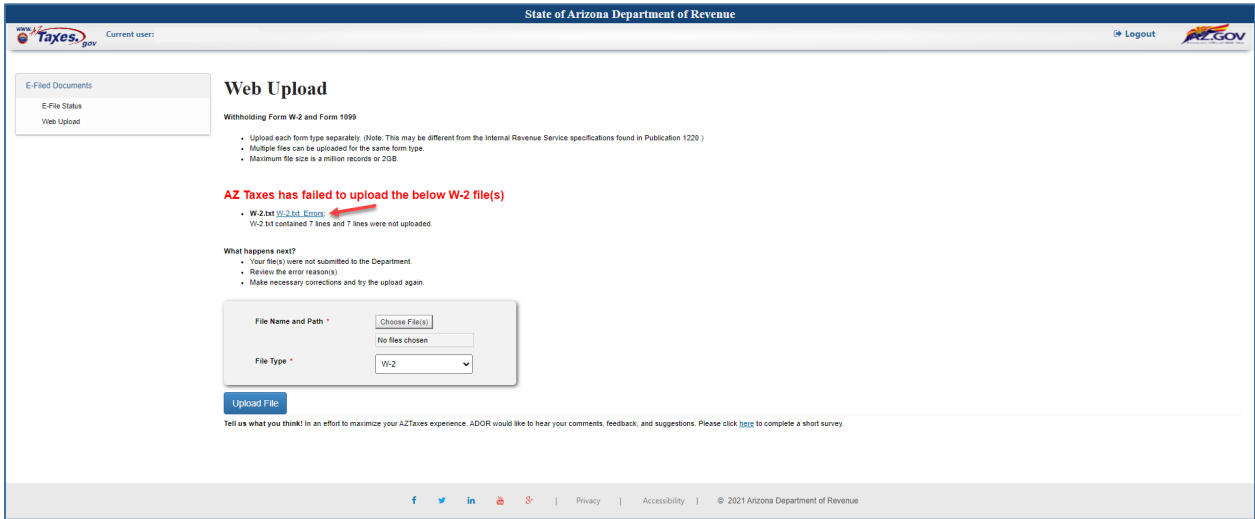 State of Arizona Department of Revenue
www.AZTaxes.gov
Current user:
Logout
AZ.GOV
E-Filed Documents
E-File Status
Web Upload
Web Upload
Withholding Form W-2 and Form 1099
• Upload each form type separately. (Note: This may be different from the Internal Revenue Service specifications found in Publication 1220.)
• Multiple files can be uploaded for the same form type.
• Maximum file size is a million records or 2GB.
AZ Taxes has failed to upload the below W-2 file(s)
• W-2.txt W-2.txt_Errors:
W-2.txt contained 7 lines and 7 lines were not uploaded.
What happens next?
• Your file(s) were not submitted to the Department.
• Review the error reason(s).
• Make necessary corrections and try the upload again.
File Name and Path *
Choose File(s)
No files chosen
File Type *
W-2
Upload File
Tell us what you think! In an effort to maximize your AZTaxes experience, ADOR would like to hear your comments, feedback, and suggestions. Please click here to complete a short survey.
| Privacy | Accessibility | © 2021 Arizona Department of Revenue